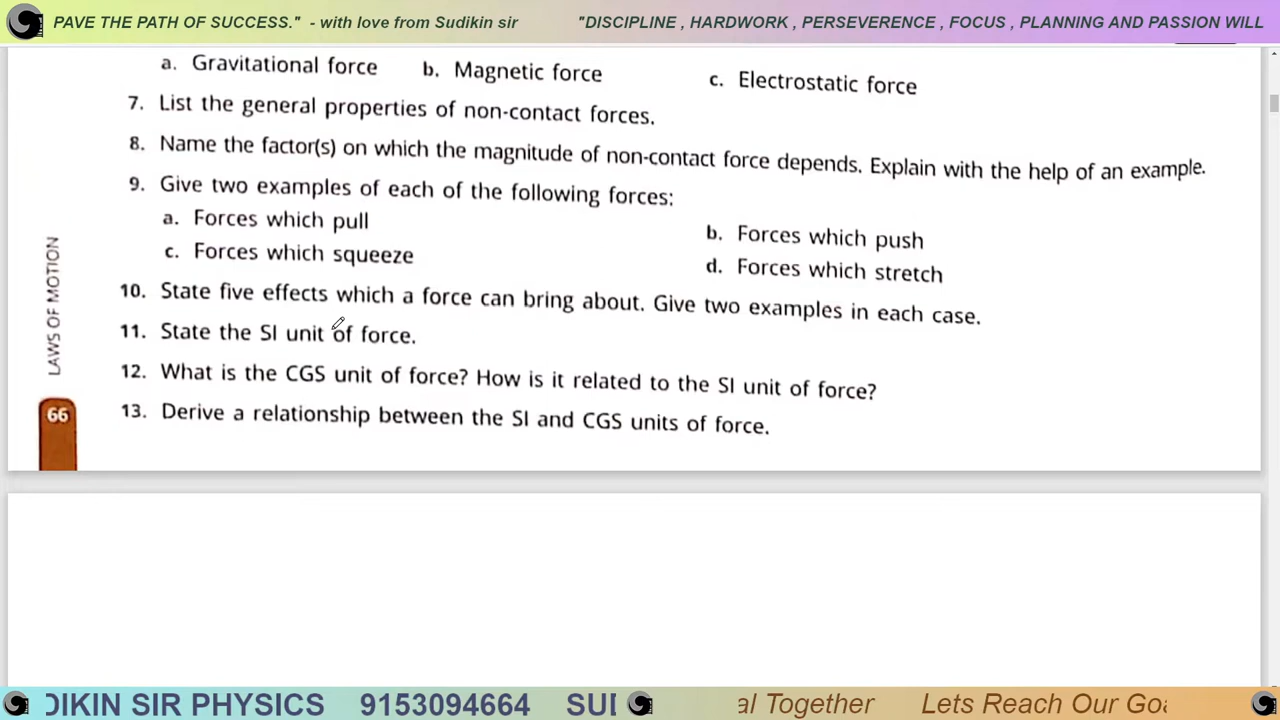 PAVE THE PATH OF SUCCESS." - with love from Sudikin sir "DISCIPLINE , HARDWORK , PERSEVERENCE , FOCUS , PLANNING AND PASSION WILL
a. Gravitational force b. Magnetic force c. Electrostatic force
7. List the general properties of non-contact forces.
8. Name the factor(s) on which the magnitude of non-contact force depends. Explain with the help of an example.
9. Give two examples of each of the following forces:
a. Forces which pull b. Forces which push
c. Forces which squeeze d. Forces which stretch
10. State five effects which a force can bring about. Give two examples in each case.
11. State the SI unit of force.
12. What is the CGS unit of force? How is it related to the SI unit of force?
13. Derive a relationship between the SI and CGS units of force.
LAWS OF MOTION
66
DIKIN SIR PHYSICS 9153094664 SUI al Together Lets Reach Our Goa